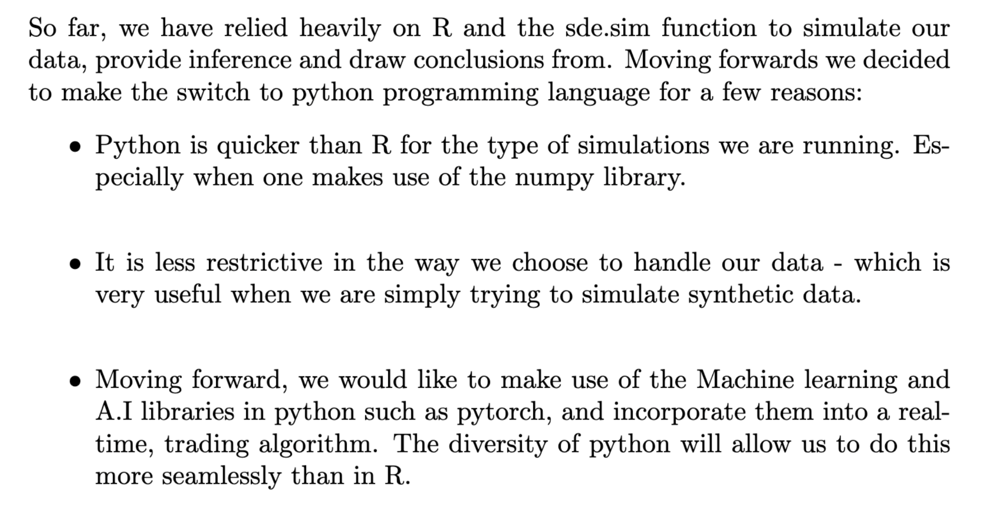 So far, we have relied heavily on R and the sde.sim function to simulate our
data, provide inference and draw conclusions from. Moving forwards we decided
to make the switch to python programming language for a few reasons:
• Python is quicker than R for the type of simulations we are running. Es-
pecially when one makes use of the numpy library.
• It is less restrictive in the way we choose to handle our data - which is
very useful when we are simply trying to simulate synthetic data.
• Moving forward, we would like to make use of the Machine learning and
A.I libraries in python such as pytorch, and incorporate them into a real-
time, trading algorithm. The diversity of python will allow us to do this
more seamlessly than in R.